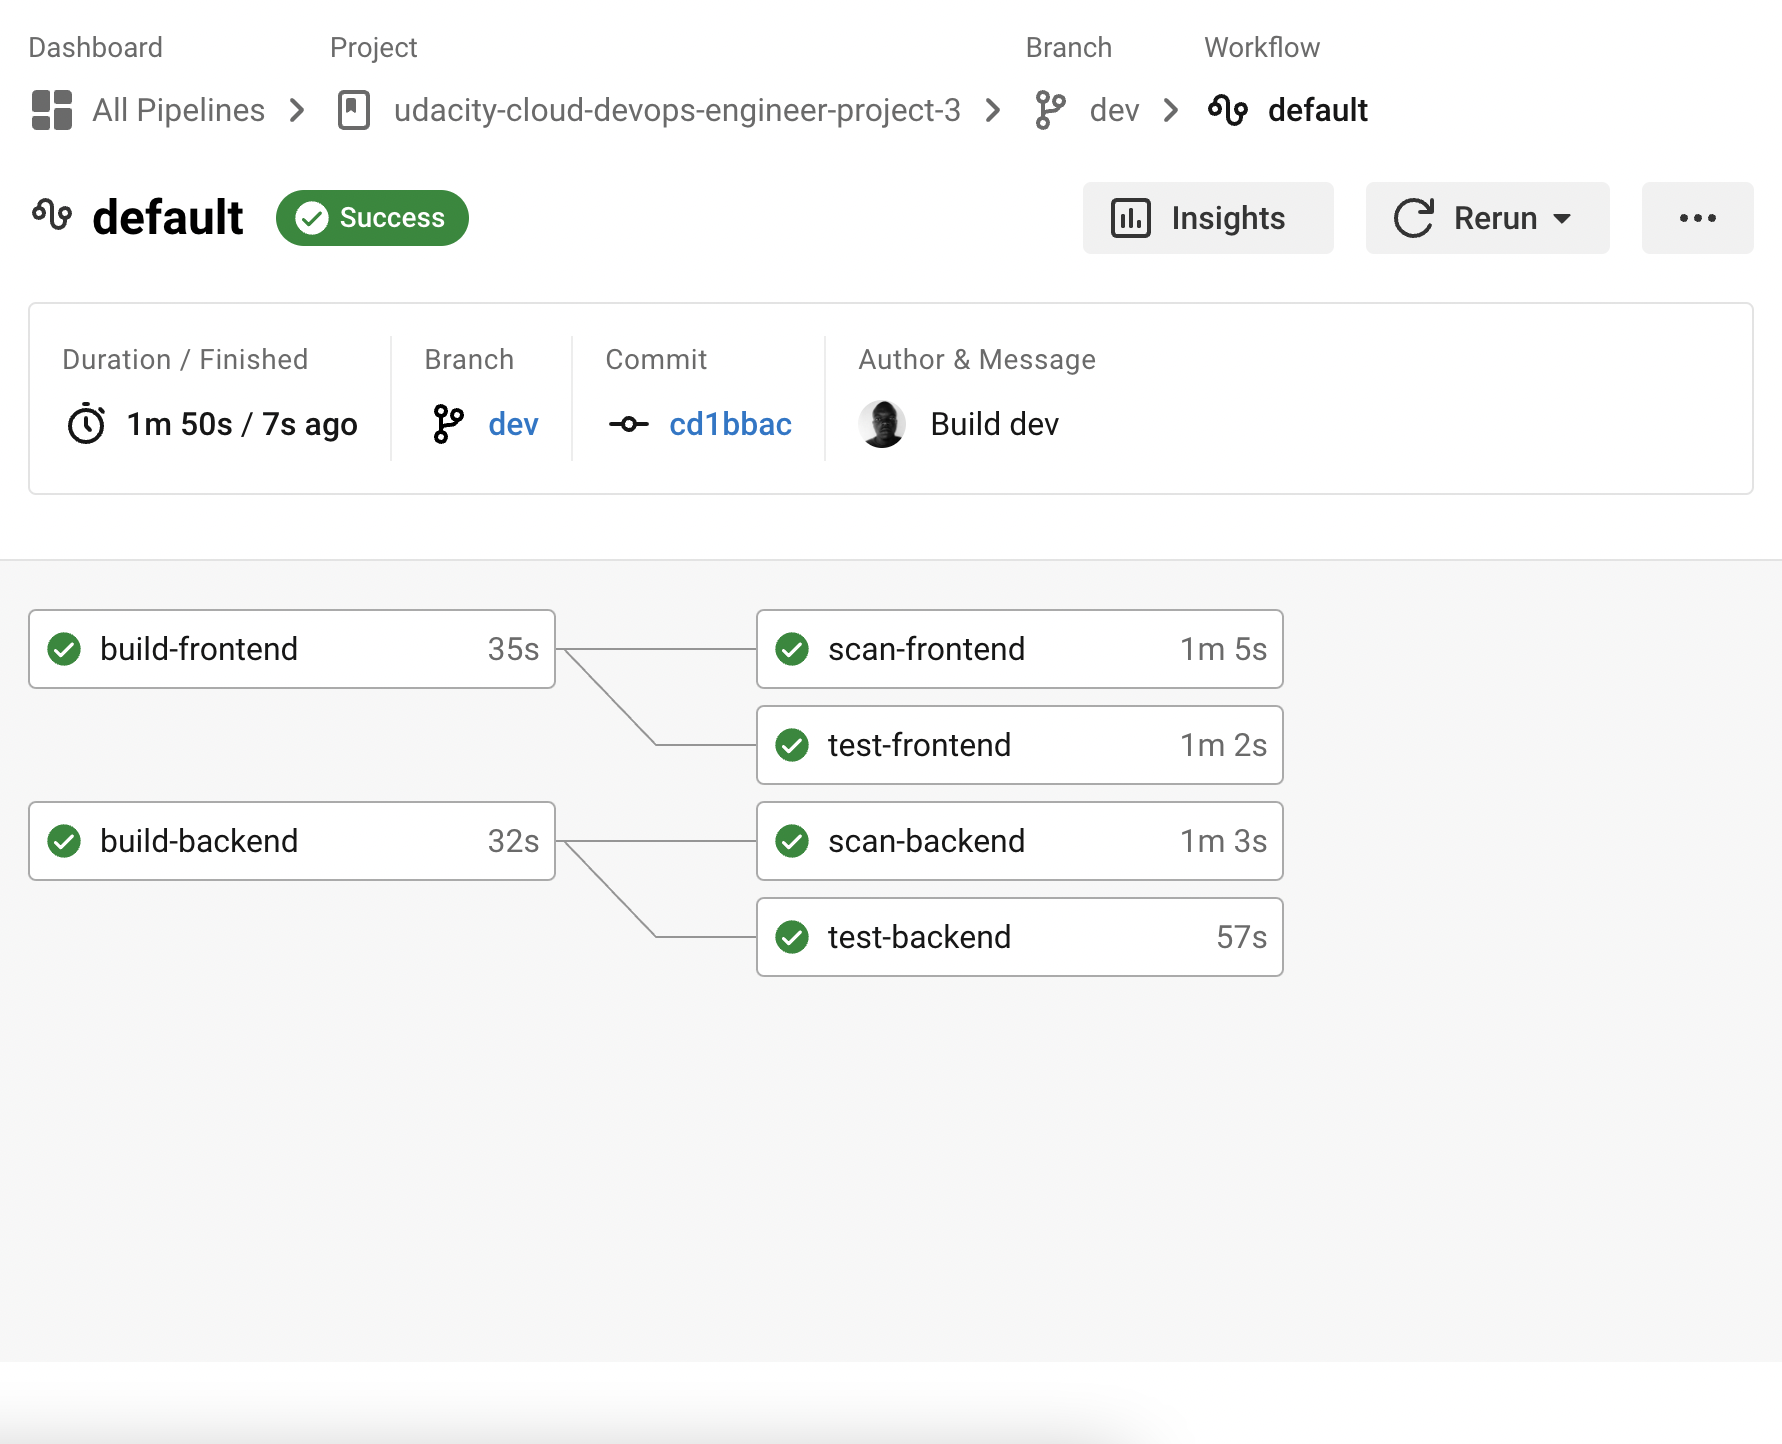 Dashboard Project Branch Workflow
All Pipelines udacity-cloud-devops-engineer-project-3 dev default
default Success Insights Rerun
Duration / Finished Branch Commit Author & Message
1m 50s / 7s ago dev cd1bbac Build dev
build-frontend 35s scan-frontend 1m 5s
test-frontend 1m 2s
build-backend 32s scan-backend 1m 3s
test-backend 57s